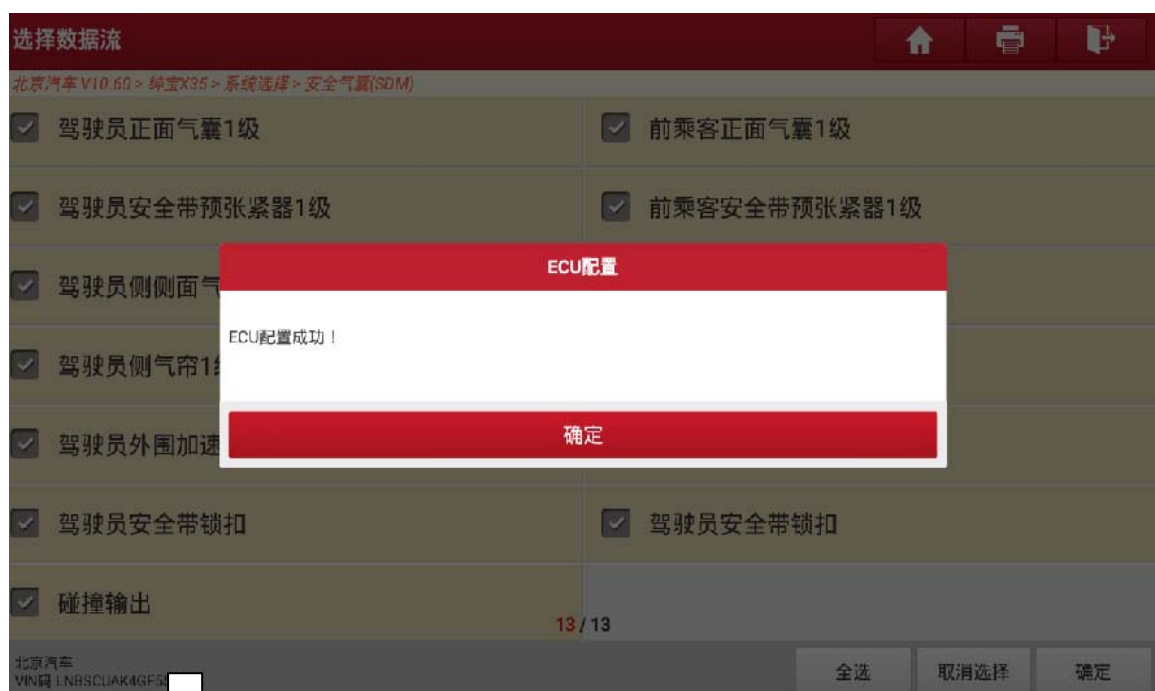 选择数据流
北京汽车 V10.60 > 绅宝X35 > 系统选择 > 安全气囊(SDM)
驾驶员正面气囊1级
前乘客正面气囊1级
驾驶员安全带预张紧器1级
前乘客安全带预张紧器1级
ECU配置
驾驶员侧侧面气
ECU配置成功！
驾驶员侧气帘1
确定
驾驶员外围加速
驾驶员安全带锁扣
驾驶员安全带锁扣
碰撞输出
13 / 13
北京汽车
VIN码
全选
取消选择
确定